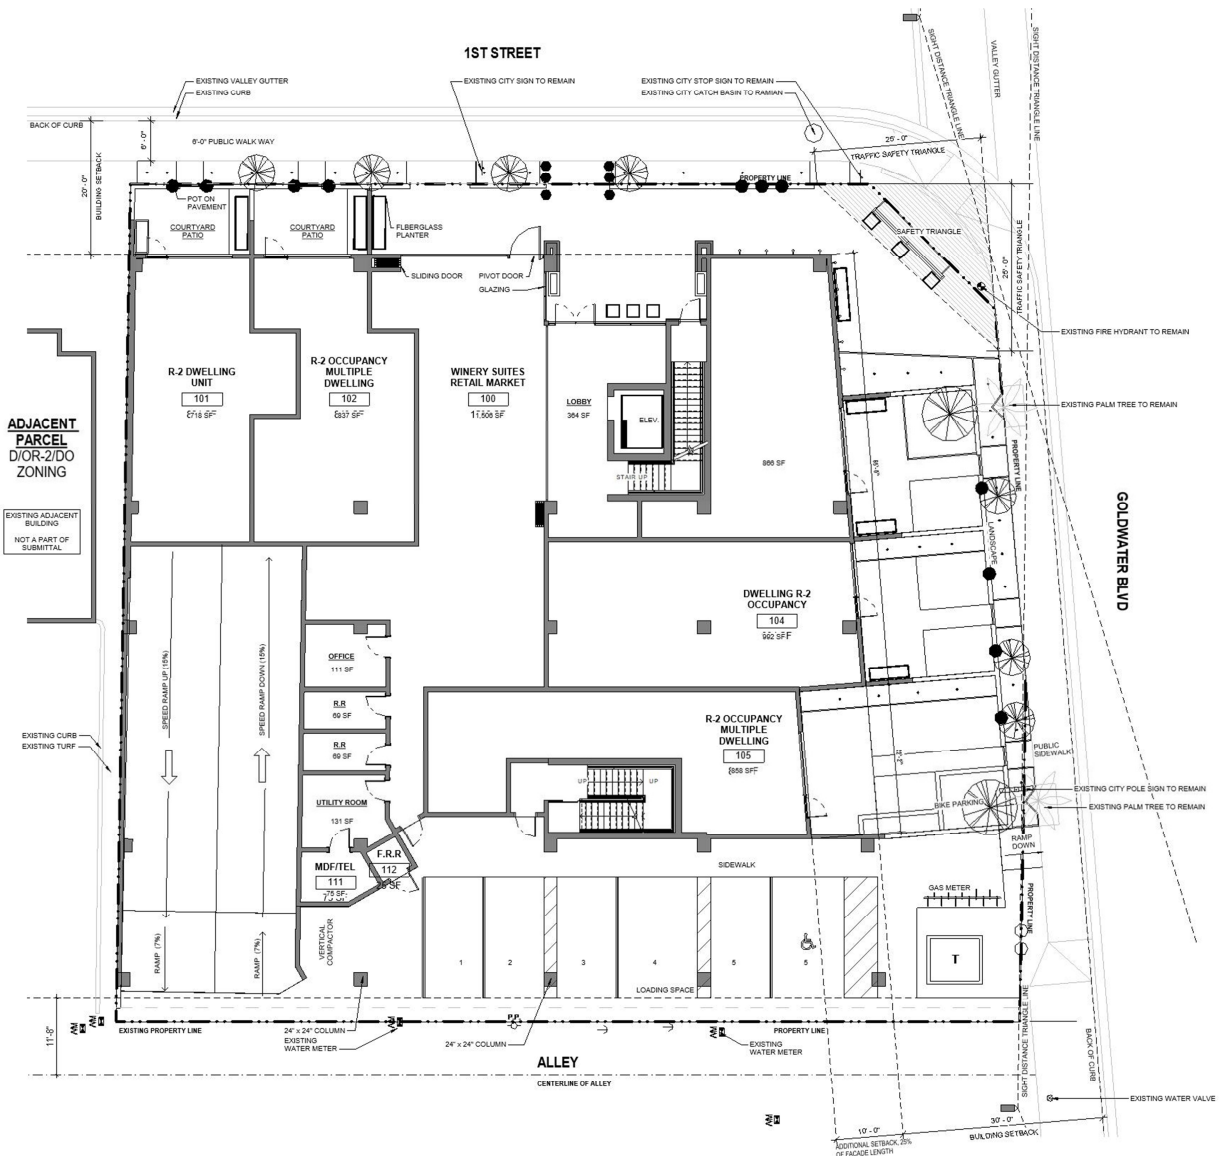 1ST STREET
EXISTING VALLEY GUTTER
EXISTING CURB
EXISTING CITY SIGN TO REMAIN
EXISTING CITY STOP SIGN TO REMAIN
EXISTING CITY CATCH BASIN TO RAMIAN
SIGHT DISTANCE TRIANGLE LINE
VALLEY GUTTER
SIGHT DISTANCE TRIANGLE LINE
BACK OF CURB
6'-0"
6'-0" PUBLIC WALK WAY
20'-0"
BUILDING SETBACK
25'-0"
TRAFFIC SAFETY TRIANGLE
PROPERTY LINE
POT ON
PAVEMENT
COURTYARD
PATIO
COURTYARD
PATIO
FLBERGLASS
PLANTER
SAFETY TRIANGLE
25'-0"
TRAFFIC SAFETY TRIANGLE
SLIDING DOOR
PIVOT DOOR
GLAZING
EXISTING FIRE HYDRANT TO REMAIN
R-2 DWELLING
UNIT
101
R-2 OCCUPANCY
MULTIPLE
DWELLING
102
WINERY SUITES
RETAIL MARKET
100
LOBBY
364 SF
ELEV.
STAIR UP
866 SF
EXISTING PALM TREE TO REMAIN
ADJACENT
PARCEL
D/OR-2/DO
ZONING
EXISTING ADJACENT
BUILDING
NOT A PART OF
SUBMITTAL
PROPERTY LINE
LANDSCAPE
GOLDWATER BLVD
DWELLING R-2
OCCUPANCY
104
OFFICE
111 SF
SPEED RAMP UP (15%)
SPEED RAMP DOWN (15%)
R.R
69 SF
R.R
69 SF
R-2 OCCUPANCY
MULTIPLE
DWELLING
105
EXISTING CURB
EXISTING TURF
PUBLIC
SIDEWALK
UP
UP
UTILITY ROOM
131 SF
BIKE PARKING
EXISTING CITY POLE SIGN TO REMAIN
EXISTING PALM TREE TO REMAIN
RAMP
DOWN
MDF/TEL
111
F.R.R
112
SIDEWALK
GAS METER
PROPERTY LINE
VERTICAL
COMPACTOR
RAMP (7%)
RAMP (7%)
1
2
3
4
5
5
T
LOADING SPACE
11'-8"
EXISTING PROPERTY LINE
24" x 24" COLUMN
EXISTING
WATER METER
P.P.
24" x 24" COLUMN
EXISTING
WATER METER
PROPERTY LINE
SIGHT DISTANCE TRIANGLE LINE
BACK OF CURB
ALLEY
CENTERLINE OF ALLEY
EXISTING WATER VALVE
10'-0"
ADDITIONAL SETBACK, 25%
OF FACADE LENGTH
30'-0"
BUILDING SETBACK